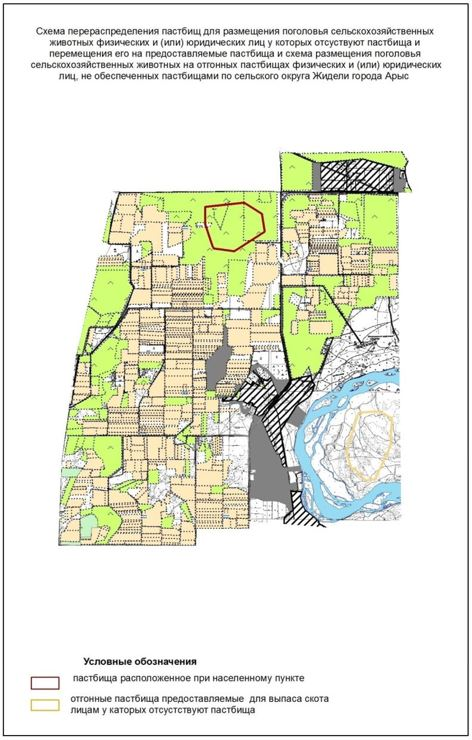 Схема перераспределения пастбищ для размещения поголовья сельскохозяйственных
животных физических и (или) юридических лиц у которых отсуствуют пастбища и
перемещения его на предоставляемые пастбища и схема размещения поголовья
сельскохозяйственных животных на отгонных пастбищах физических и (или) юридических
лиц, не обеспеченных пастбищами по сельского округа Жидели города Арыс
Условные обозначения
пастбища расположенное при населенному пункте
отгонные пастбища предоставляемые для выпаса скота
лицам у которых отсустствуют пастбища